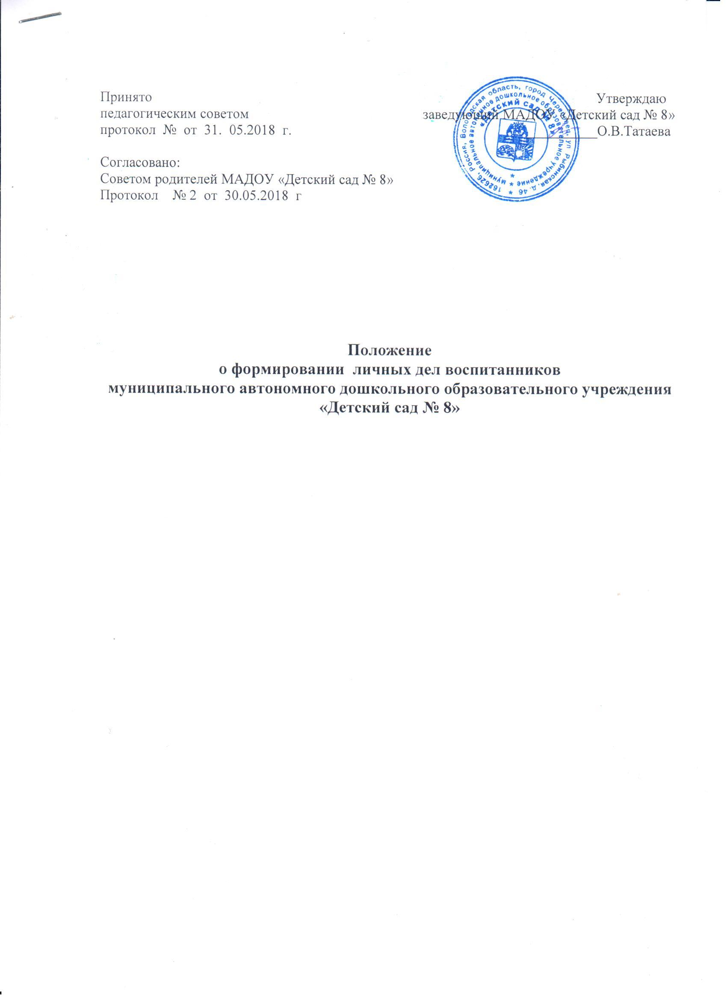 Принято
педагогическим советом
протокол № от 31. 05.2018 г.
Утверждаю
заведующий МАДОУ «Детский сад № 8»
____________О.В.Татаева
Согласовано:
Советом родителей МАДОУ «Детский сад № 8»
Протокол № 2 от 30.05.2018 г
162626, Россия, Вологодская область, город Череповец, ул Рыбинская, д. 46 *
* муниципальное автономное дошкольное образовательное учреждение *
«Детский сад № 8»
Положение
о формировании личных дел воспитанников
муниципального автономного дошкольного образовательного учреждения
«Детский сад № 8»